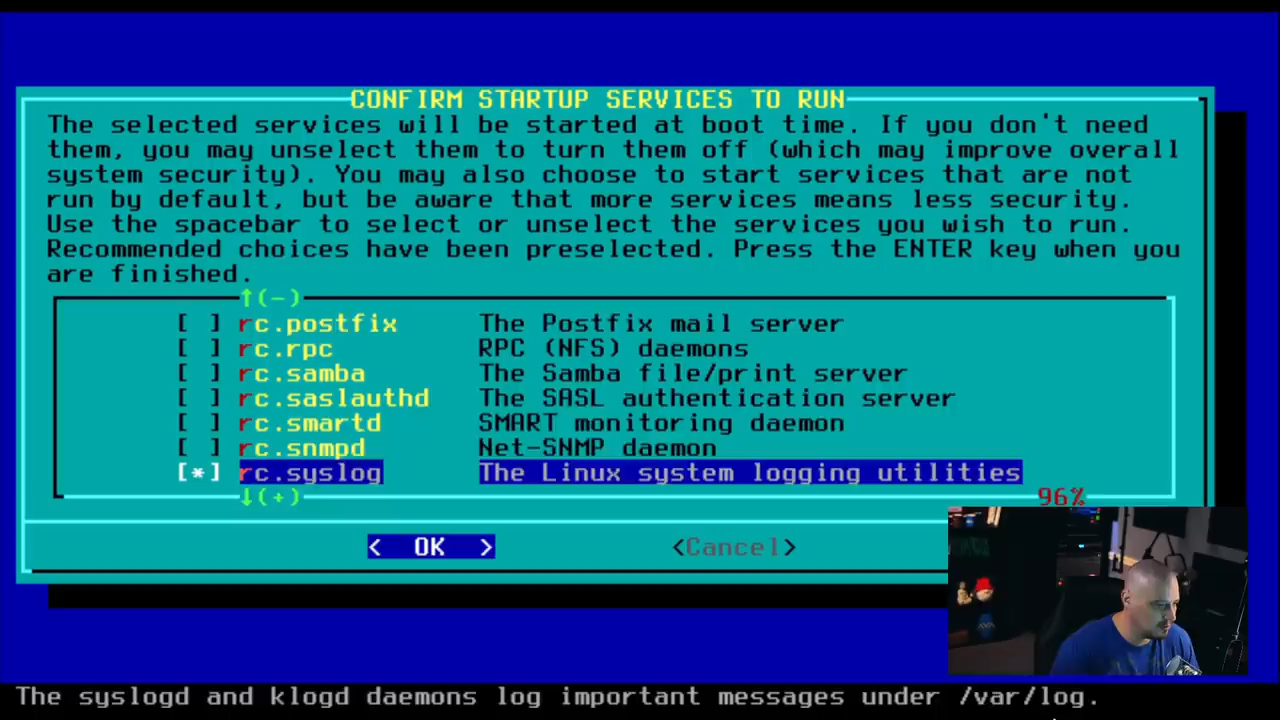 CONFIRM STARTUP SERVICES TO RUN
The selected services will be started at boot time. If you don't need
them, you may unselect them to turn them off (which may improve overall
system security). You may also choose to start services that are not
run by default, but be aware that more services means less security.
Use the spacebar to select or unselect the services you wish to run.
Recommended choices have been preselected. Press the ENTER key when you
are finished.
↑(-)
[ ] rc.postfix The Postfix mail server
[ ] rc.rpc RPC (NFS) daemons
[ ] rc.samba The Samba file/print server
[ ] rc.saslauthd The SASL authentication server
[ ] rc.smartd SMART monitoring daemon
[ ] rc.snmpd Net-SNMP daemon
[*] rc.syslog The Linux system logging utilities
↓(+) 96%
< OK > <Cancel>
The syslogd and klogd daemons log important messages under /var/log.